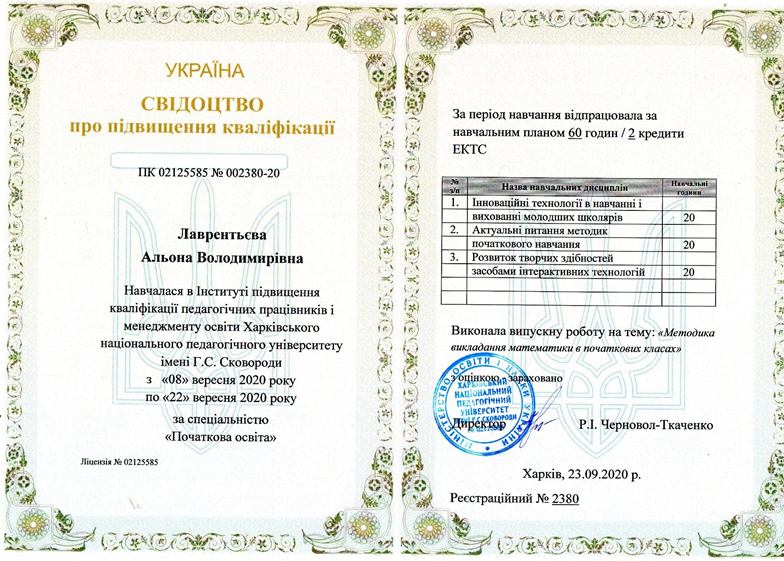 УКРАЇНА
СВІДОЦТВО
про підвищення кваліфікації
ПК 02125585 № 002380-20
Лаврентьєва
Альона Володимирівна
Навчалася в Інституті підвищення
кваліфікації педагогічних працівників і
менеджменту освіти Харківського
національного педагогічного університету
імені Г.С. Сковороди
з «08» вересня 2020 року
по «22» вересня 2020 року
за спеціальністю
«Початкова освіта»
Ліцензія № 02125585
За період навчання відпрацювала за
навчальним планом 60 годин / 2 кредити
ЕКТС
№ з/п Назва навчальних дисциплін Навчальні години
1. Інноваційні технології в навчанні і
вихованні молодших школярів 20
2. Актуальні питання методик
початкового навчання 20
3. Розвиток творчих здібностей
засобами інтерактивних технологій 20
Виконала випускну роботу на тему: «Методика
викладання математики в початкових класах»
з оцінкою - зараховано
МІНІСТЕРСТВО ОСВІТИ І НАУКИ УКРАЇНИ
ХАРКІВСЬКИЙ
НАЦІОНАЛЬНИЙ
ПЕДАГОГІЧНИЙ
УНІВЕРСИТЕТ
Г.С.СКОВОРОДИ
Директор Р.І. Черновол-Ткаченко
Харків, 23.09.2020 р.
Реєстраційний № 2380